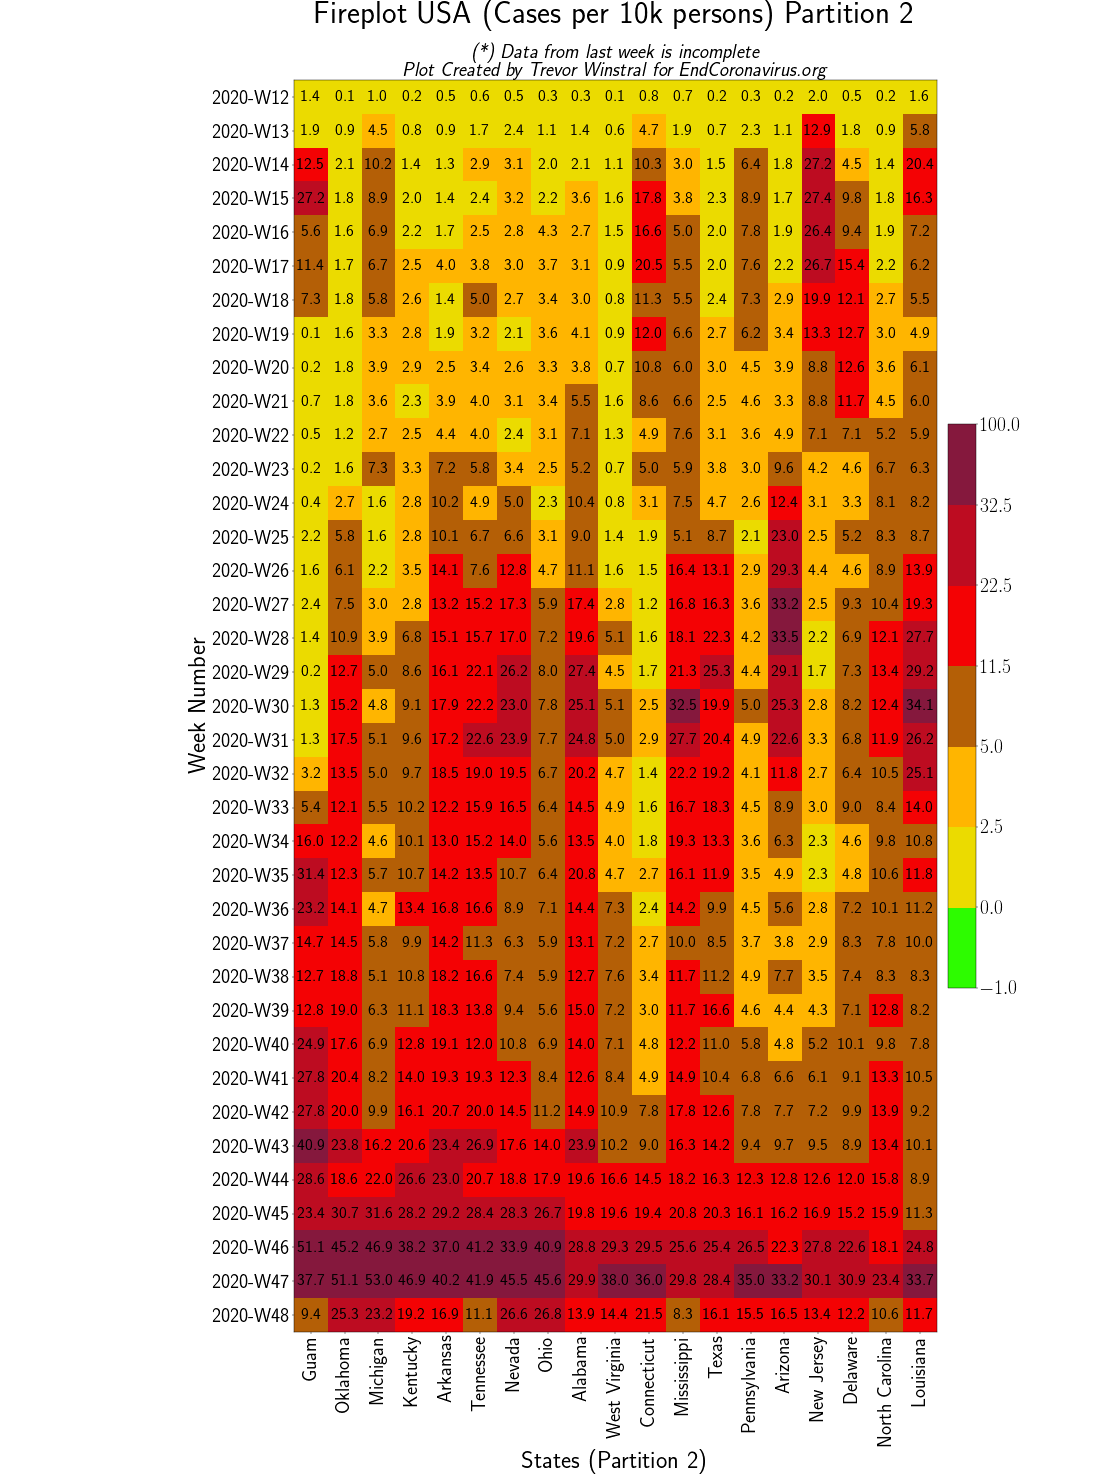 Fireplot USA (Cases per 10k persons) Partition 2
(*) Data from last week is incomplete
Plot Created by Trevor Winstral for EndCoronavirus.org
2020-W12 1.4 0.1 1.0 0.2 0.5 0.6 0.5 0.3 0.3 0.1 0.8 0.7 0.2 0.3 0.2 2.0 0.5 0.2 1.6
2020-W13 1.9 0.9 4.5 0.8 0.9 1.7 2.4 1.1 1.4 0.6 4.7 1.9 0.7 2.3 1.1 12.9 1.8 0.9 5.8
2020-W14 12.5 2.1 10.2 1.4 1.3 2.9 3.1 2.0 2.1 1.1 10.3 3.0 1.5 6.4 1.8 27.2 4.5 1.4 20.4
2020-W15 27.2 1.8 8.9 2.0 1.4 2.4 3.2 2.2 3.6 1.6 17.8 3.8 2.3 8.9 1.7 27.4 9.8 1.8 16.3
2020-W16 5.6 1.6 6.9 2.2 1.7 2.5 2.8 4.3 2.7 1.5 16.6 5.0 2.0 7.8 1.9 26.4 9.4 1.9 7.2
2020-W17 11.4 1.7 6.7 2.5 4.0 3.8 3.0 3.7 3.1 0.9 20.5 5.5 2.0 7.6 2.2 26.7 15.4 2.2 6.2
2020-W18 7.3 1.8 5.8 2.6 1.4 5.0 2.7 3.4 3.0 0.8 11.3 5.5 2.4 7.3 2.9 19.9 12.1 2.7 5.5
2020-W19 0.1 1.6 3.3 2.8 1.9 3.2 2.1 3.6 4.1 0.9 12.0 6.6 2.7 6.2 3.4 13.3 12.7 3.0 4.9
2020-W20 0.2 1.8 3.9 2.9 2.5 3.4 2.6 3.3 3.8 0.7 10.8 6.0 3.0 4.5 3.9 8.8 12.6 3.6 6.1
2020-W21 0.7 1.8 3.6 2.3 3.9 4.0 3.1 3.4 5.5 1.6 8.6 6.6 2.5 4.6 3.3 8.8 11.7 4.5 6.0
2020-W22 0.5 1.2 2.7 2.5 4.4 4.0 2.4 3.1 7.1 1.3 4.9 7.6 3.1 3.6 4.9 7.1 7.1 5.2 5.9
2020-W23 0.2 1.6 7.3 3.3 7.2 5.8 3.4 2.5 5.2 0.7 5.0 5.9 3.8 3.0 9.6 4.2 4.6 6.7 6.3
2020-W24 0.4 2.7 1.6 2.8 10.2 4.9 5.0 2.3 10.4 0.8 3.1 7.5 4.7 2.6 12.4 3.1 3.3 8.1 8.2
2020-W25 2.2 5.8 1.6 2.8 10.1 6.7 6.6 3.1 9.0 1.4 1.9 5.1 8.7 2.1 23.0 2.5 5.2 8.3 8.7
2020-W26 1.6 6.1 2.2 3.5 14.1 7.6 12.8 4.7 11.1 1.6 1.5 16.4 13.1 2.9 29.3 4.4 4.6 8.9 13.9
2020-W27 2.4 7.5 3.0 2.8 13.2 15.2 17.3 5.9 17.4 2.8 1.2 16.8 16.3 3.6 33.2 2.5 9.3 10.4 19.3
2020-W28 1.4 10.9 3.9 6.8 15.1 15.7 17.0 7.2 19.6 5.1 1.6 18.1 22.3 4.2 33.5 2.2 6.9 12.1 27.7
2020-W29 0.2 12.7 5.0 8.6 16.1 22.1 26.2 8.0 27.4 4.5 1.7 21.3 25.3 4.4 29.1 1.7 7.3 13.4 29.2
2020-W30 1.3 15.2 4.8 9.1 17.9 22.2 23.0 7.8 25.1 5.1 2.5 32.5 19.9 5.0 25.3 2.8 8.2 12.4 34.1
2020-W31 1.3 17.5 5.1 9.6 17.2 22.6 23.9 7.7 24.8 5.0 2.9 27.7 20.4 4.9 22.6 3.3 6.8 11.9 26.2
2020-W32 3.2 13.5 5.0 9.7 18.5 19.0 19.5 6.7 20.2 4.7 1.4 22.2 19.2 4.1 11.8 2.7 6.4 10.5 25.1
2020-W33 5.4 12.1 5.5 10.2 12.2 15.9 16.5 6.4 14.5 4.9 1.6 16.7 18.3 4.5 8.9 3.0 9.0 8.4 14.0
2020-W34 16.0 12.2 4.6 10.1 13.0 15.2 14.0 5.6 13.5 4.0 1.8 19.3 13.3 3.6 6.3 2.3 4.6 9.8 10.8
2020-W35 31.4 12.3 5.7 10.7 14.2 13.5 10.7 6.4 20.8 4.7 2.7 16.1 11.9 3.5 4.9 2.3 4.8 10.6 11.8
2020-W36 23.2 14.1 4.7 13.4 16.8 16.6 8.9 7.1 14.4 7.3 2.4 14.2 9.9 4.5 5.6 2.8 7.2 10.1 11.2
2020-W37 14.7 14.5 5.8 9.9 14.2 11.3 6.3 5.9 13.1 7.2 2.7 10.0 8.5 3.7 3.8 2.9 8.3 7.8 10.0
2020-W38 12.7 18.8 5.1 10.8 18.2 16.6 7.4 5.9 12.7 7.6 3.4 11.7 11.2 4.9 7.7 3.5 7.4 8.3 8.3
2020-W39 12.8 19.0 6.3 11.1 18.3 13.8 9.4 5.6 15.0 7.2 3.0 11.7 16.6 4.6 4.4 4.3 7.1 12.8 8.2
2020-W40 24.9 17.6 6.9 12.8 19.1 12.0 10.8 6.9 14.0 7.1 4.8 12.2 11.0 5.8 4.8 5.2 10.1 9.8 7.8
2020-W41 27.8 20.4 8.2 14.0 19.3 19.3 12.3 8.4 12.6 8.4 4.9 14.9 10.4 6.8 6.6 6.1 9.1 13.3 10.5
2020-W42 27.8 20.0 9.9 16.1 20.7 20.0 14.5 11.2 14.9 10.9 7.8 17.8 12.6 7.8 7.7 7.2 9.9 13.9 9.2
2020-W43 40.9 23.8 16.2 20.6 23.4 26.9 17.6 14.0 23.9 10.2 9.0 16.3 14.2 9.4 9.7 9.5 8.9 13.4 10.1
2020-W44 28.6 18.6 22.0 26.6 23.0 20.7 18.8 17.9 19.6 16.6 14.5 18.2 16.3 12.3 12.8 12.6 12.0 15.8 8.9
2020-W45 23.4 30.7 31.6 28.2 29.2 28.4 28.3 26.7 19.8 19.6 19.4 20.8 20.3 16.1 16.2 16.9 15.2 15.9 11.3
2020-W46 51.1 45.2 46.9 38.2 37.0 41.2 33.9 40.9 28.8 29.3 29.5 25.6 25.4 26.5 22.3 27.8 22.6 18.1 24.8
2020-W47 37.7 51.1 53.0 46.9 40.2 41.9 45.5 45.6 29.9 38.0 36.0 29.8 28.4 35.0 33.2 30.1 30.9 23.4 33.7
2020-W48 9.4 25.3 23.2 19.2 16.9 11.1 26.6 26.8 13.9 14.4 21.5 8.3 16.1 15.5 16.5 13.4 12.2 10.6 11.7
Week Number
Guam
Oklahoma
Michigan
Kentucky
Arkansas
Tennessee
Nevada
Ohio
Alabama
West Virginia
Connecticut
Mississippi
Texas
Pennsylvania
Arizona
New Jersey
Delaware
North Carolina
Louisiana
States (Partition 2)
100.0
32.5
22.5
11.5
5.0
2.5
0.0
−1.0